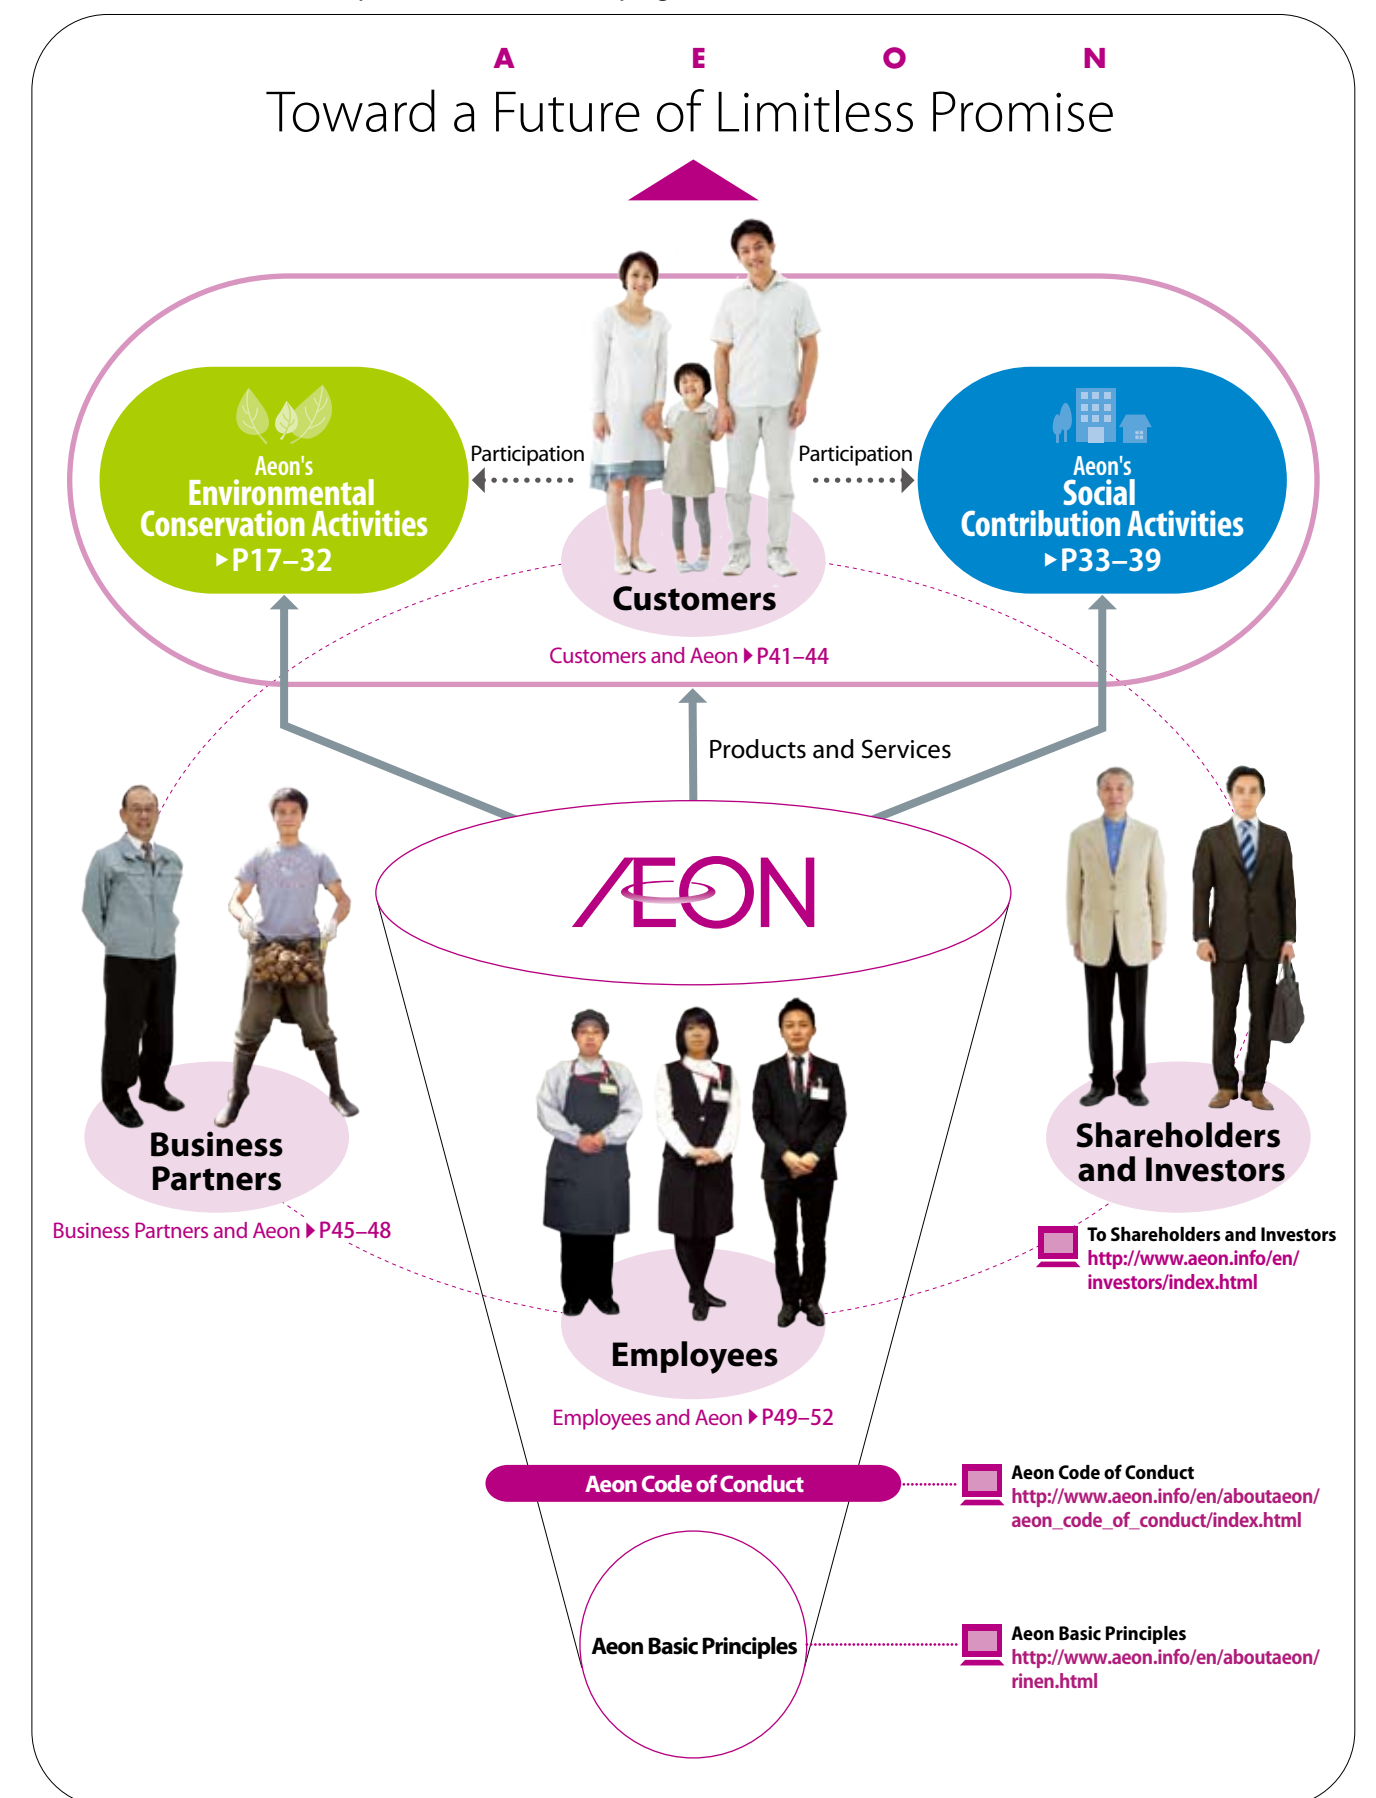 A E O N
Toward a Future of Limitless Promise
Aeon's
Environmental
Conservation Activities
▶P17–32
Participation
Participation
Aeon's
Social
Contribution Activities
▶P33–39
Customers
Customers and Aeon ▶ P41–44
Products and Services
AEON
Business
Partners
Business Partners and Aeon ▶ P45–48
Shareholders
and Investors
To Shareholders and Investors
http://www.aeon.info/en/
investors/index.html
Employees
Employees and Aeon ▶ P49–52
Aeon Code of Conduct
Aeon Code of Conduct
http://www.aeon.info/en/aboutaeon/
aeon_code_of_conduct/index.html
Aeon Basic Principles
Aeon Basic Principles
http://www.aeon.info/en/aboutaeon/
rinen.html